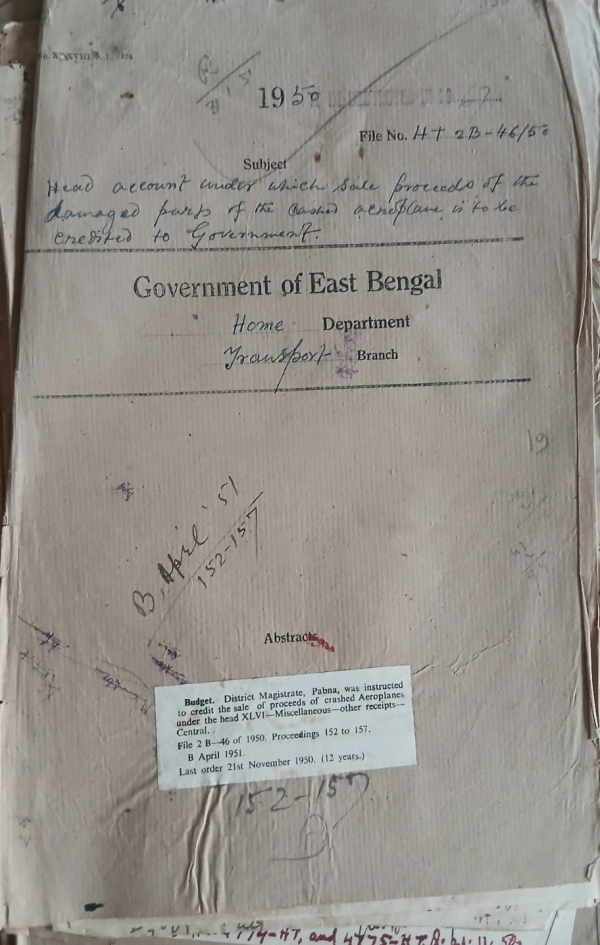 1950
File No. HT 2B-46/50
Subject
Head account under which sale proceeds of the
damaged parts of the crashed aeroplane is to be
credited to Government.
Government of East Bengal
Home Department
Transport Branch
19
B, April '51
152-157
Abstracts
Budget. District Magistrate, Pabna, was instructed
to credit the sale of proceeds of crashed Aeroplanes
under the head XLVI—Miscellaneous—other receipts—
Central.
File 2 B—46 of 1950. Proceedings 152 to 157.
B April 1951.
Last order 21st November 1950. (12 years.)
152-157